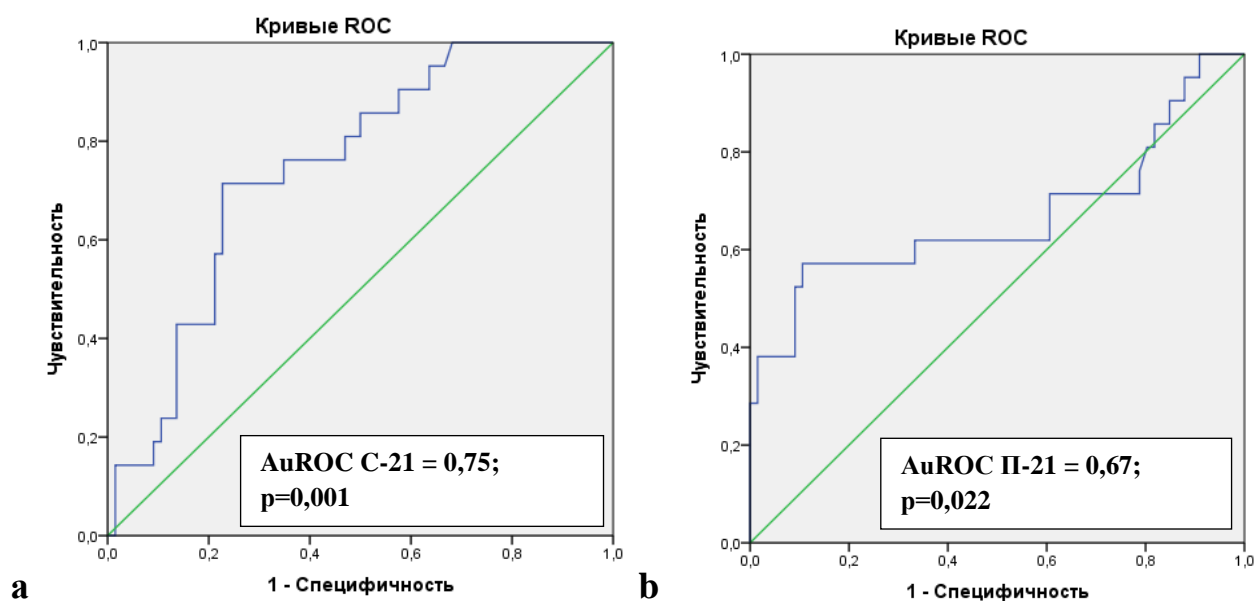 Кривые ROC
Чувствительность
1,0
0,8
0,6
0,4
0,2
0,0
0,0 0,2 0,4 0,6 0,8 1,0
1 - Специфичность
AuROC С-21 = 0,75;
p=0,001
a
Кривые ROC
Чувствительность
1,0
0,8
0,6
0,4
0,2
0,0
0,0 0,2 0,4 0,6 0,8 1,0
1 - Специфичность
AuROC П-21 = 0,67;
p=0,022
b